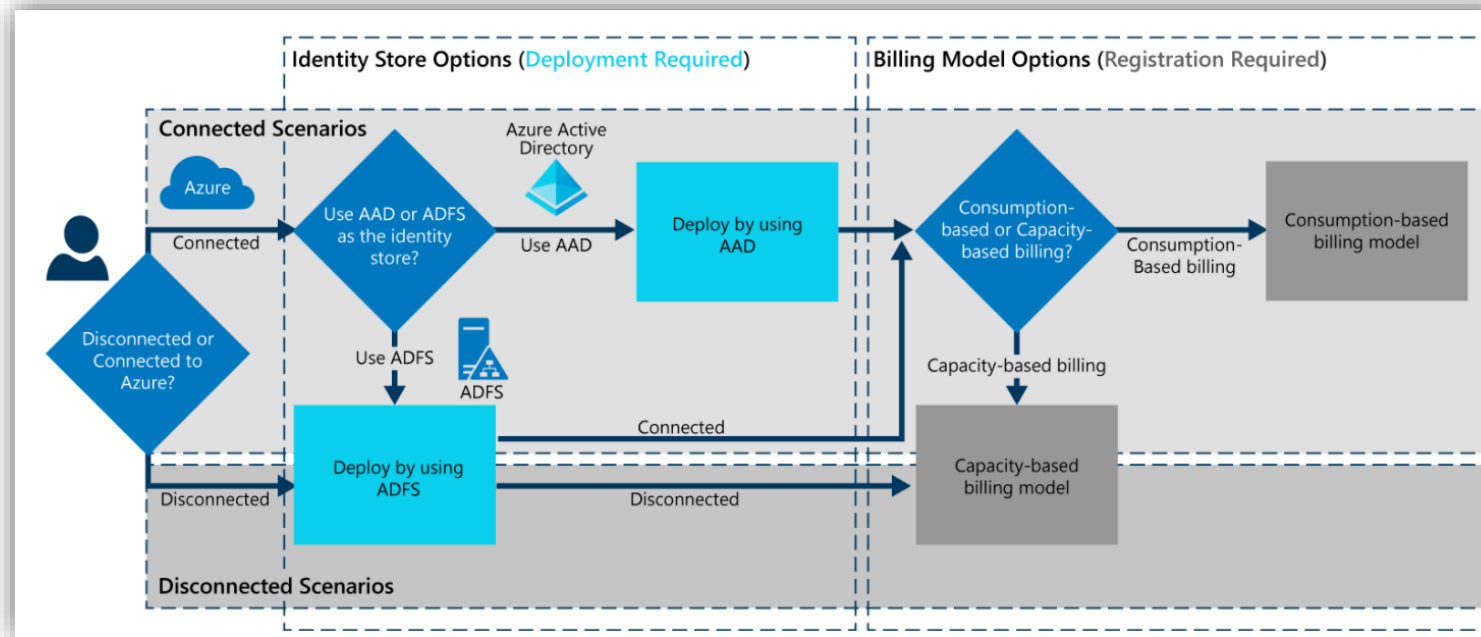 Identity Store Options (Deployment Required)
Billing Model Options (Registration Required)
Connected Scenarios
Azure
Connected
Disconnected or
Connected to
Azure?
Use AAD or ADFS
as the identity
store?
Azure Active
Directory
Use AAD
Deploy by using
AAD
Consumption-
based or Capacity-
based billing?
Consumption-
Based billing
Consumption-based
billing model
Use ADFS
ADFS
Capacity-based billing
Deploy by using
ADFS
Connected
Capacity-based
billing model
Disconnected
Disconnected
Disconnected Scenarios